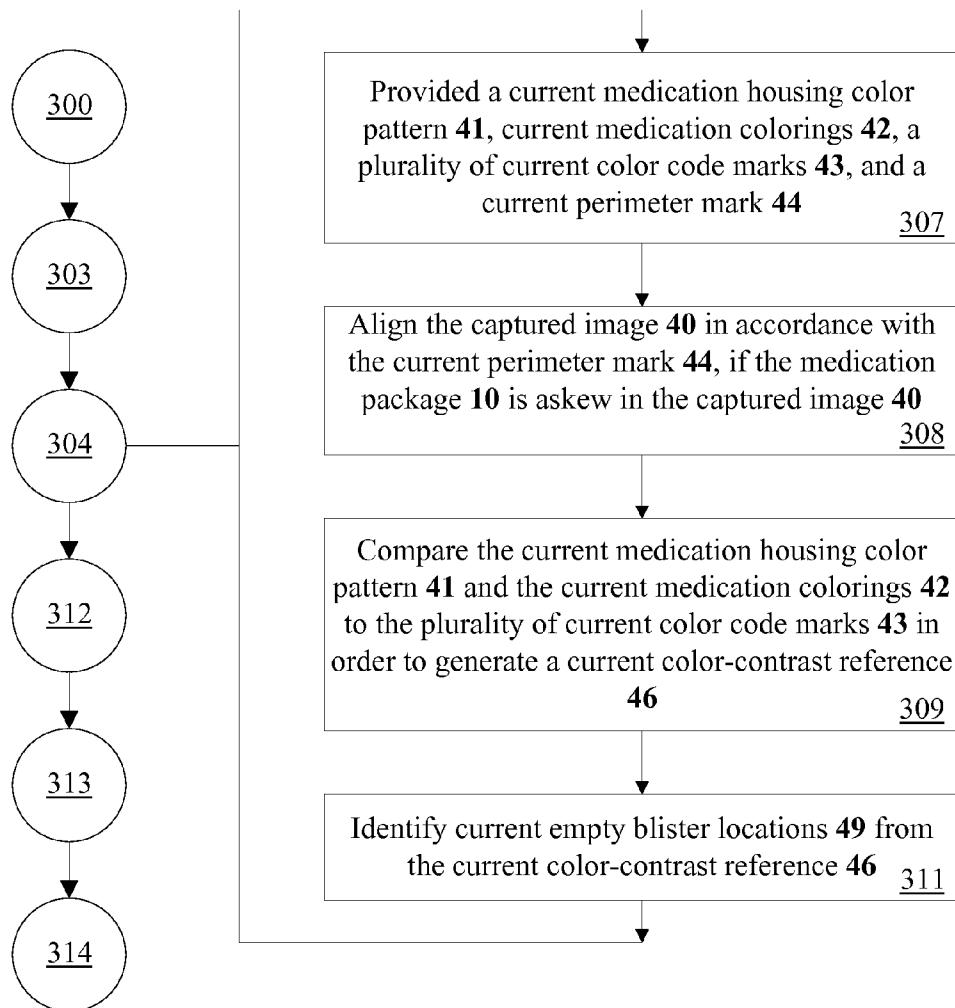 300
303
304
312
313
314
Provided a current medication housing color
pattern 41, current medication colorings 42, a
plurality of current color code marks 43, and a
current perimeter mark 44
307
Align the captured image 40 in accordance with
the current perimeter mark 44, if the medication
package 10 is askew in the captured image 40
308
Compare the current medication housing color
pattern 41 and the current medication colorings 42
to the plurality of current color code marks 43 in
order to generate a current color-contrast reference
46
309
Identify current empty blister locations 49 from
the current color-contrast reference 46
311